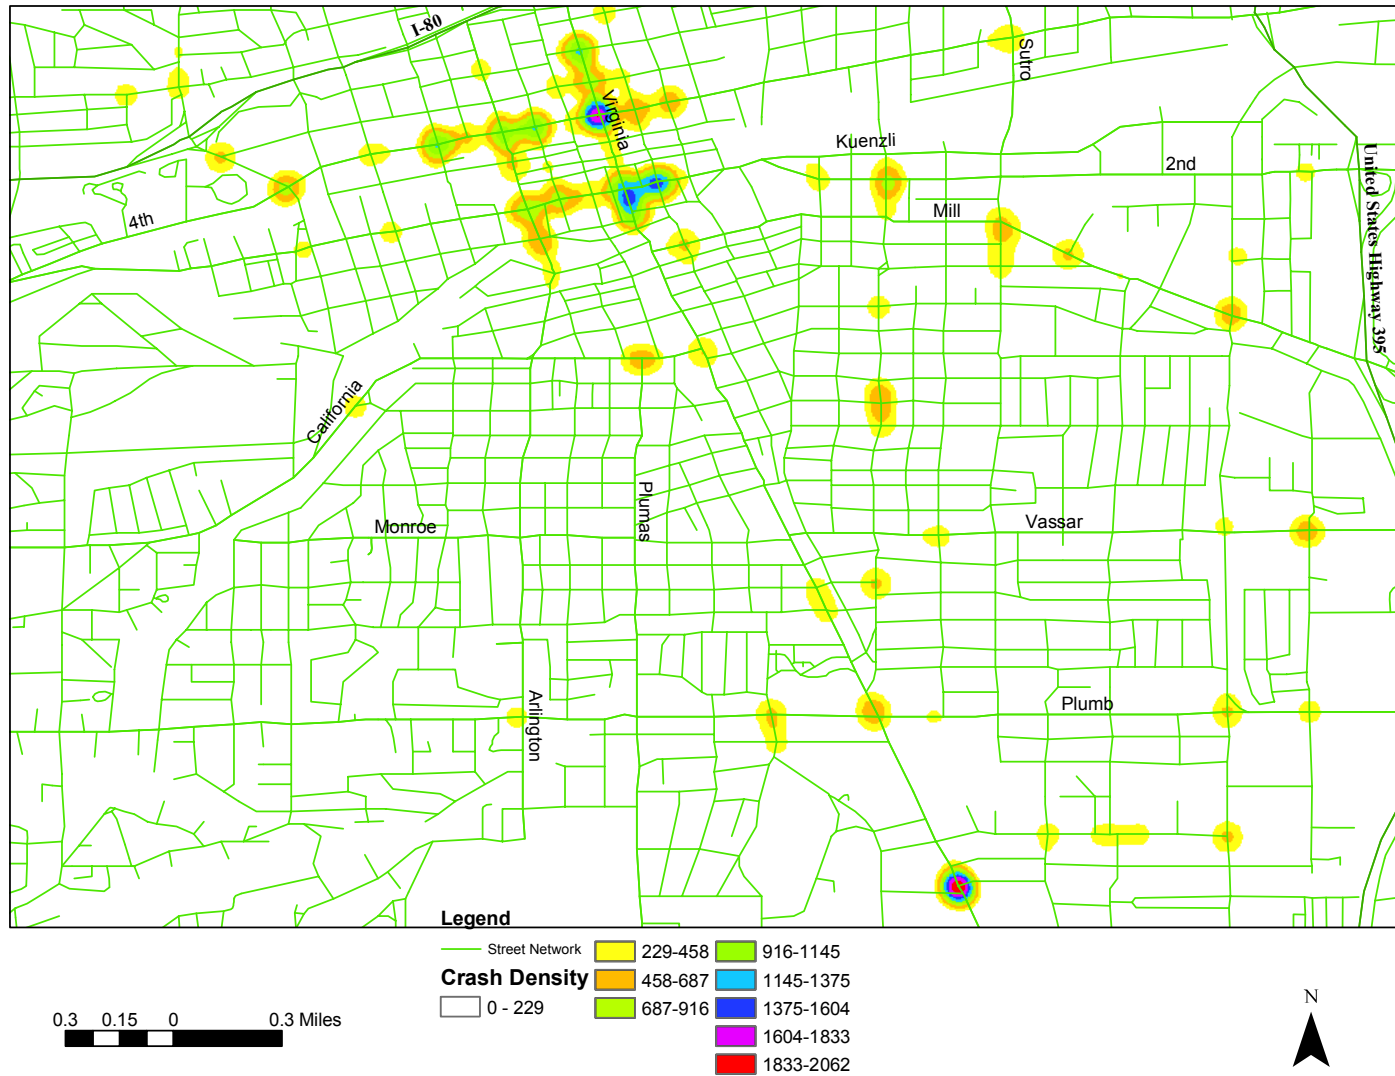 I-80
Sutro
Virginia
Kuenzli
2nd
United States Highway 395
4th
Mill
California
Plumas
Monroe
Vassar
Arlington
Plumb
Legend
Street Network
Crash Density
0 - 229
229-458
458-687
687-916
916-1145
1145-1375
1375-1604
1604-1833
1833-2062
0.3 0.15 0 0.3 Miles
N